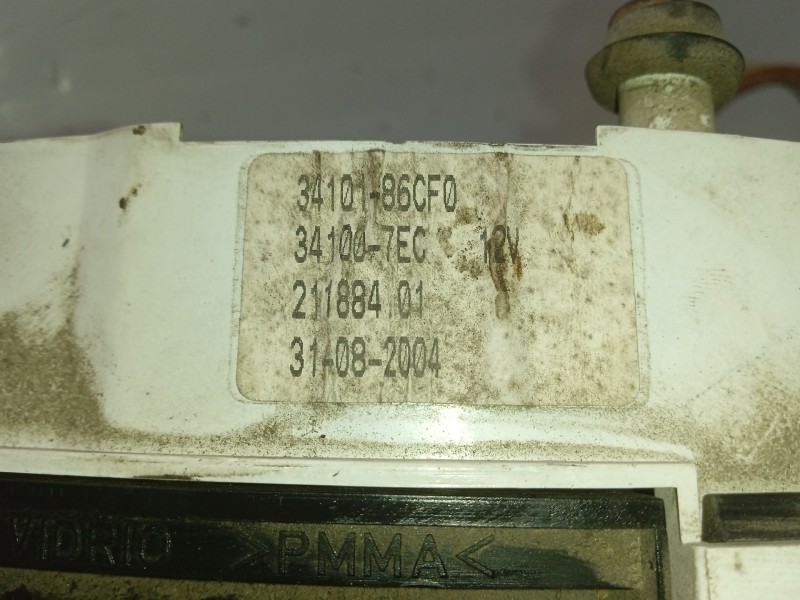 34101-86CF0
34100-7EC 12V
211884.01
31-08-2004
VIDRIO >PMMA<